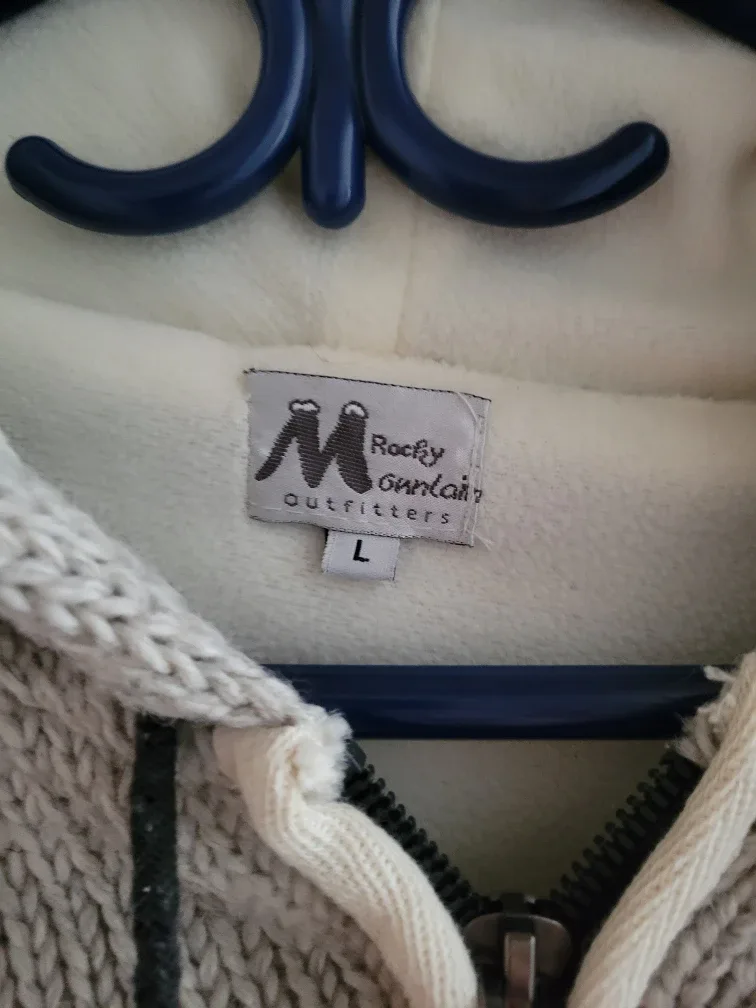 Rocky
Mountain
outfitters
L